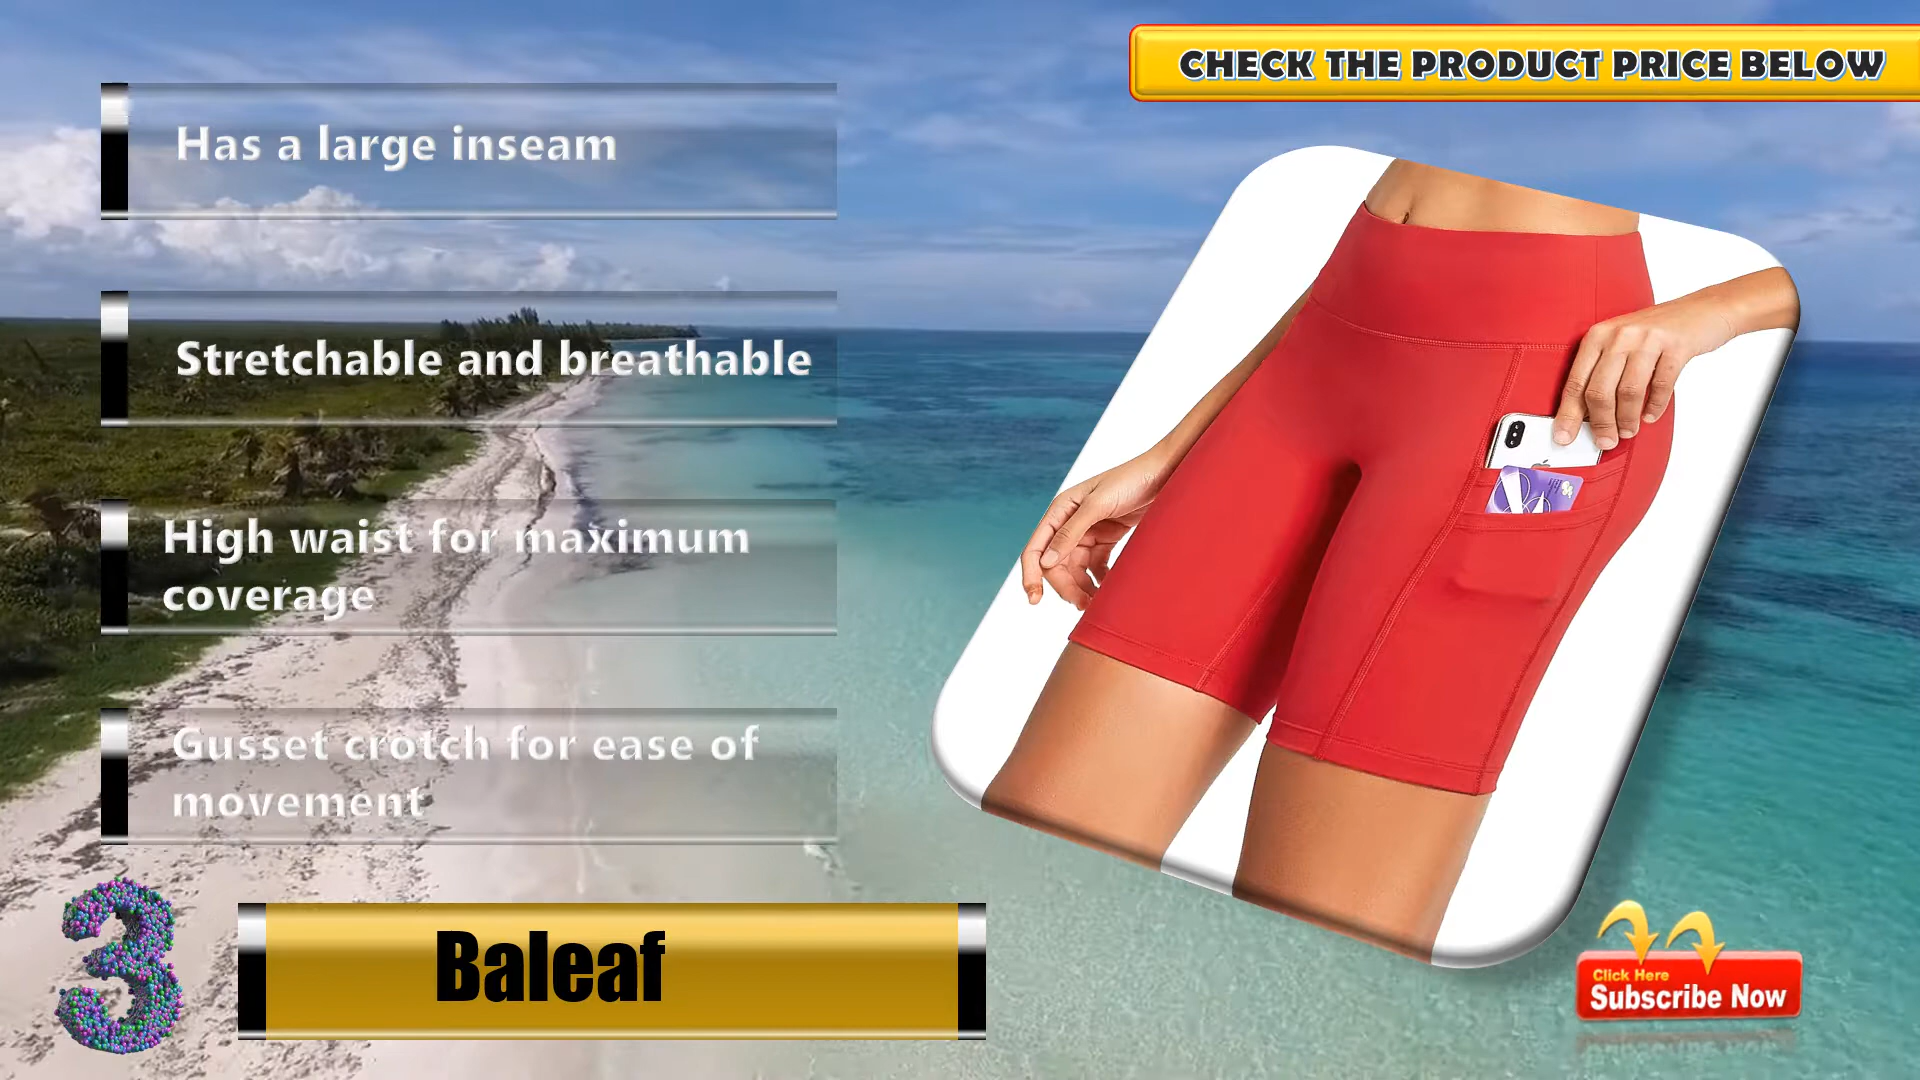 CHECK THE PRODUCT PRICE BELOW
Has a large inseam
Stretchable and breathable
High waist for maximum
coverage
Gusset crotch for ease of
movement
3
Baleaf
Click Here
Subscribe Now